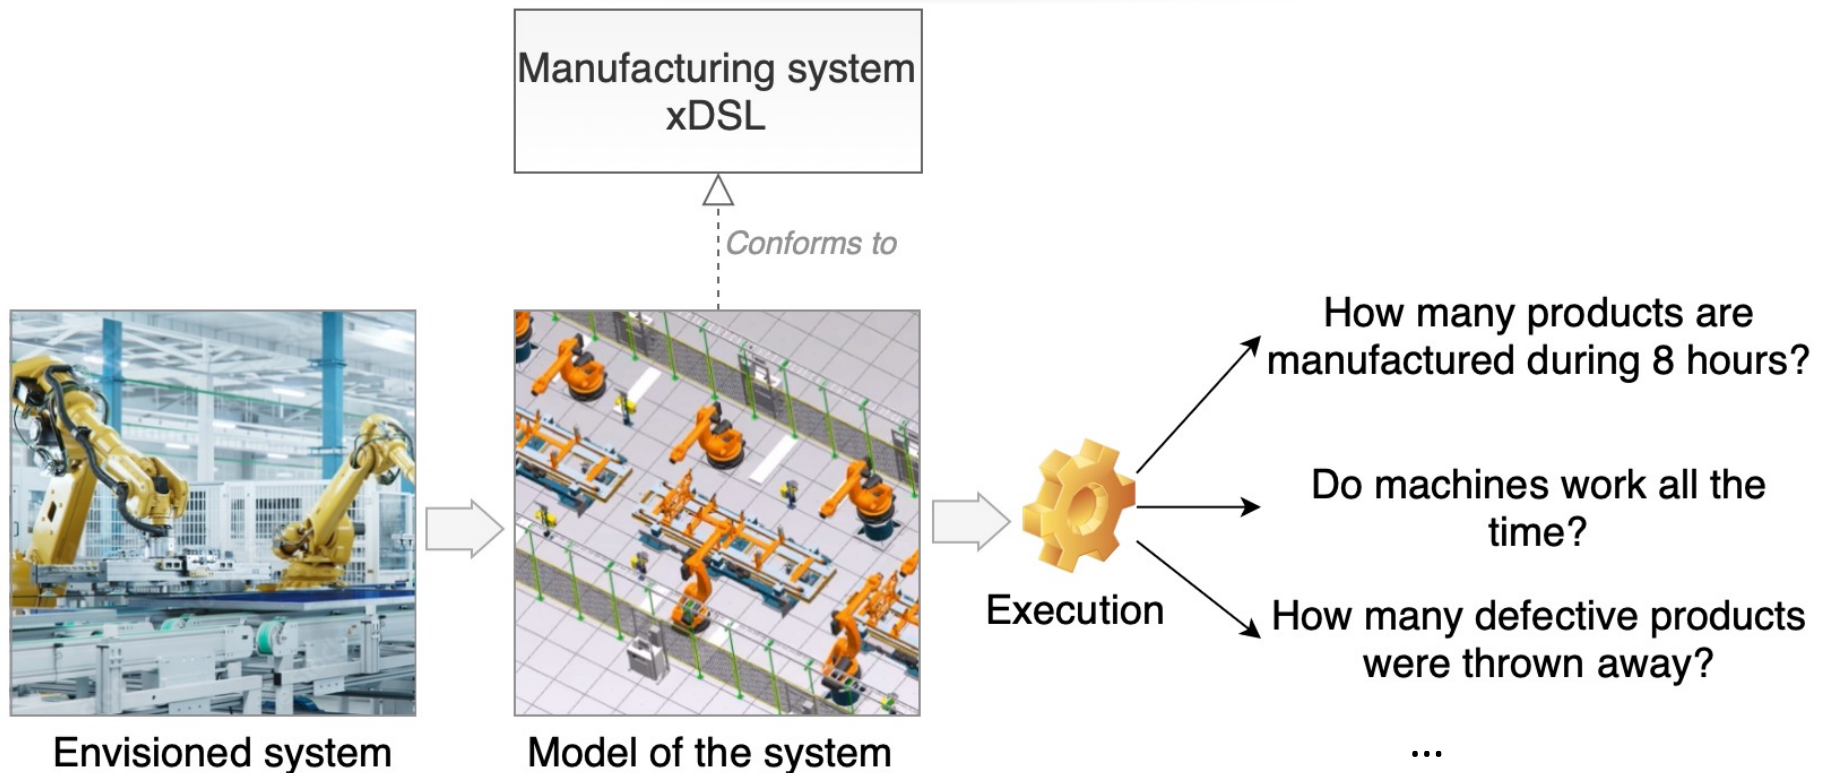 Manufacturing system
xDSL
Conforms to
How many products are
manufactured during 8 hours?
Do machines work all the
time?
Execution
How many defective products
were thrown away?
Envisioned system
Model of the system
...